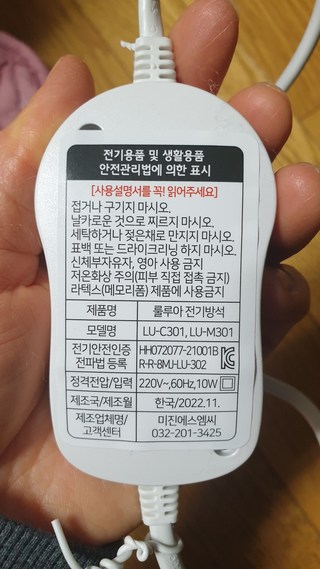 전기용품 및 생활용품
안전관리법에 의한 표시
[사용설명서를 꼭! 읽어주세요]
접거나 구기지 마시오.
날카로운 것으로 찌르지 마시오.
세탁하거나 젖은채로 만지지 마시오.
표백 또는 드라이크리닝 하지 마시오.
신체부자유자, 영아 사용 금지
저온화상 주의(피부 직접 접촉 금지)
라텍스(메모리폼) 제품에 사용금지
제품명 룰루아 전기방석
모델명 LU-C301, LU-M301
전기안전인증 HH072077-21001B
전파법 등록 R-R-8MJ-LU-302
정격전압/입력 220V~,60Hz,10W
제조국/제조월 한국/2022.11.
제조업체명/ 미진에스엠씨
고객센터 032-201-3425